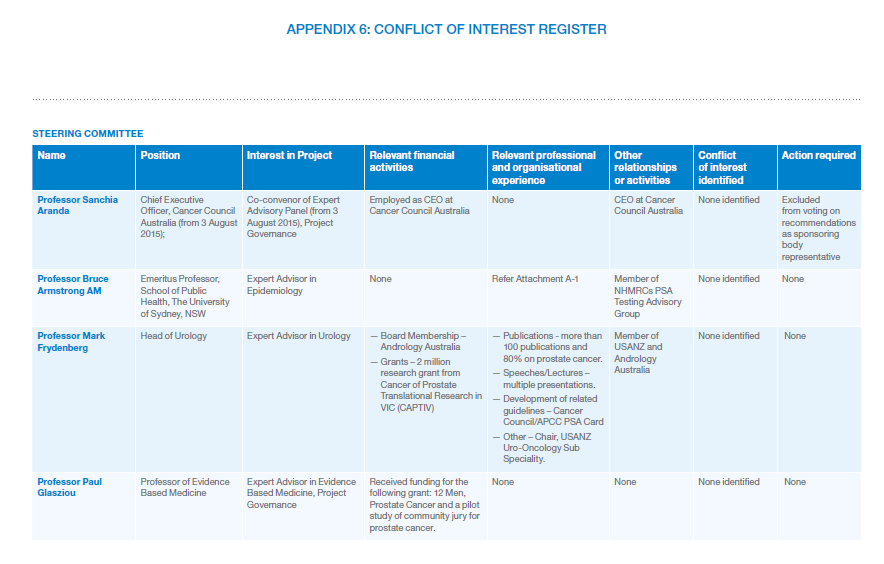 APPENDIX 6: CONFLICT OF INTEREST REGISTER
STEERING COMMITTEE
Name
Position
Interest in Project
Relevant financial
activities
Relevant professional
and organisational
experience
Other
relationships
or activities
Conflict
of interest
identified
Action required
Professor Sanchia
Aranda
Chief Executive
Officer, Cancer Council
Australia (from 3 August
2015);
Co-convenor of Expert
Advisory Panel (from 3
August 2015), Project
Governance
Employed as CEO at
Cancer Council Australia
None
CEO at Cancer
Council Australia
None identified
Excluded
from voting on
recommendations
as sponsoring
body
representative
Professor Bruce
Armstrong AM
Emeritus Professor,
School of Public
Health, The University
of Sydney, NSW
Expert Advisor in
Epidemiology
None
Refer Attachment A-1
Member of
NHMRCs PSA
Testing Advisory
Group
None identified
None
Professor Mark
Frydenberg
Head of Urology
Expert Advisor in Urology
— Board Membership –
Andrology Australia
— Grants – 2 million
research grant from
Cancer of Prostate
Translational Research in
VIC (CAPTIV)
— Publications - more than
100 publications and
80% on prostate cancer.
— Speeches/Lectures –
multiple presentations.
— Development of related
guidelines – Cancer
Council/APCC PSA Card
— Other – Chair, USANZ
Uro-Oncology Sub
Speciality.
Member of
USANZ and
Andrology
Australia
None identified
None
Professor Paul
Glasziou
Professor of Evidence
Based Medicine
Expert Advisor in Evidence
Based Medicine, Project
Governance
Received funding for the
following grant: 12 Men,
Prostate Cancer and a pilot
study of community jury for
prostate cancer.
None
None
None identified
None